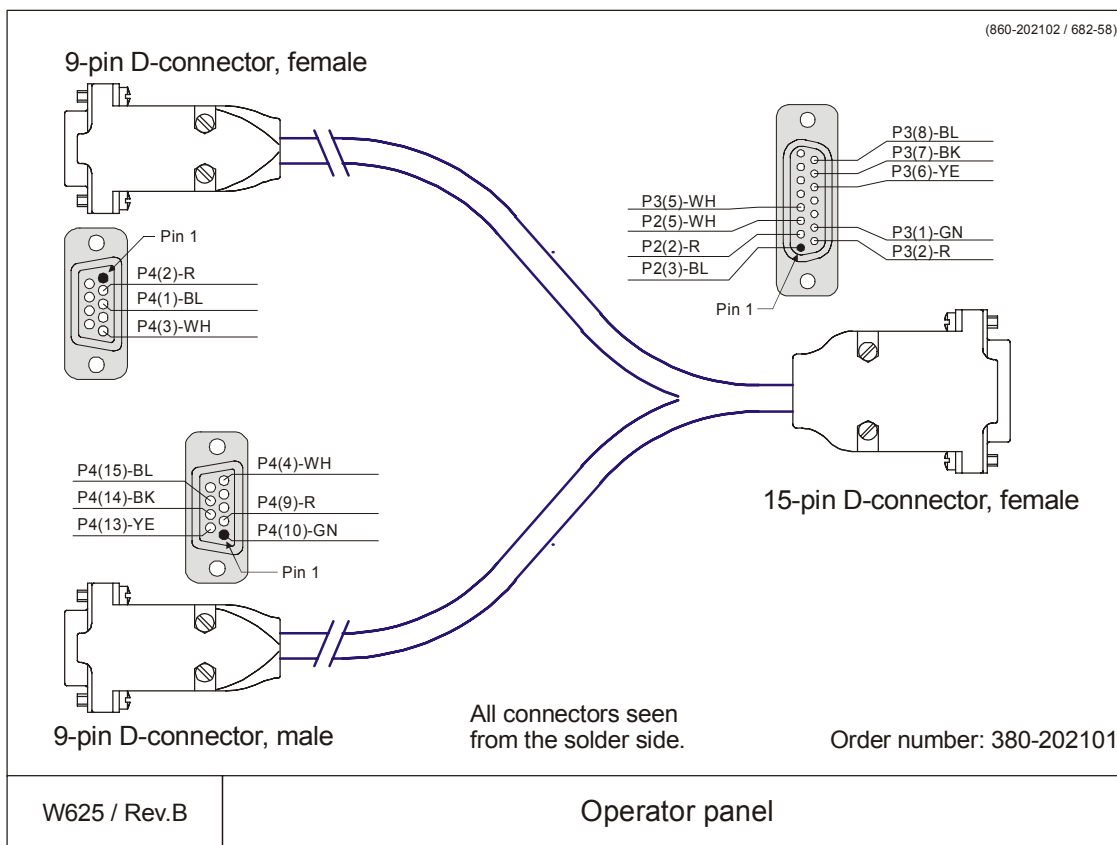 (860-202102 / 682-58)
9-pin D-connector, female
P3(8)-BL
P3(7)-BK
P3(6)-YE
P3(5)-WH
P2(5)-WH
P2(2)-R
P2(3)-BL
P3(1)-GN
P3(2)-R
Pin 1
Pin 1
P4(2)-R
P4(1)-BL
P4(3)-WH
P4(15)-BL
P4(14)-BK
P4(13)-YE
P4(4)-WH
P4(9)-R
P4(10)-GN
Pin 1
15-pin D-connector, female
9-pin D-connector, male
All connectors seen
from the solder side.
Order number: 380-202101
W625 / Rev.B
Operator panel